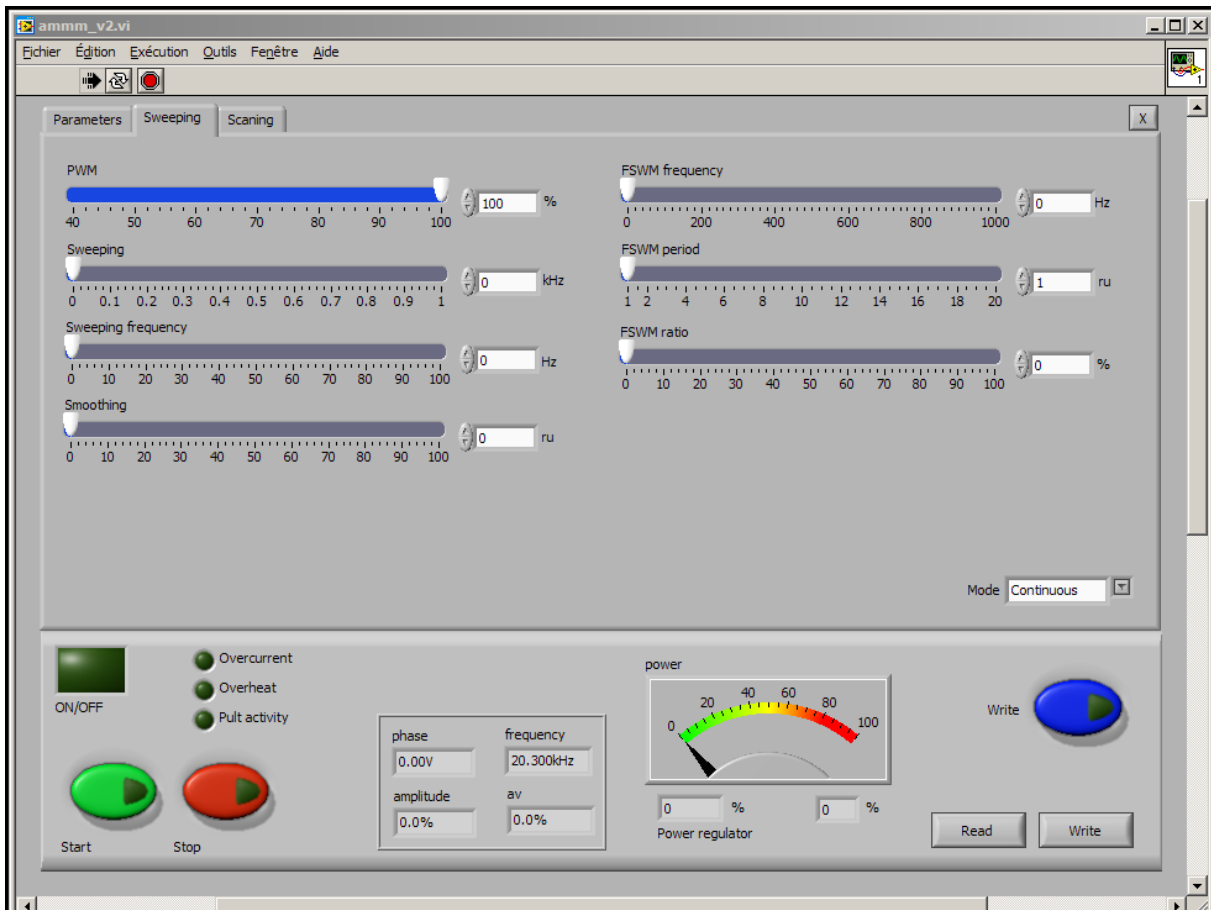 ammm_v2.vi
Fichier Édition Exécution Outils Fenêtre Aide
1
Parameters Sweeping Scaning X
PWM
40 50 60 70 80 90 100
100 %
Sweeping
0 0.1 0.2 0.3 0.4 0.5 0.6 0.7 0.8 0.9 1
0 kHz
Sweeping frequency
0 10 20 30 40 50 60 70 80 90 100
0 Hz
Smoothing
0 10 20 30 40 50 60 70 80 90 100
0 ru
FSWM frequency
0 200 400 600 800 1000
0 Hz
FSWM period
1 2 4 6 8 10 12 14 16 18 20
1 ru
FSWM ratio
0 10 20 30 40 50 60 70 80 90 100
0 %
Mode Continuous
ON/OFF
Overcurrent
Overheat
Pult activity
Start Stop
phase frequency
0.00V 20.300kHz
amplitude av
0.0% 0.0%
power
0 20 40 60 80 100
0 % 0 %
Power regulator
Write
Read Write